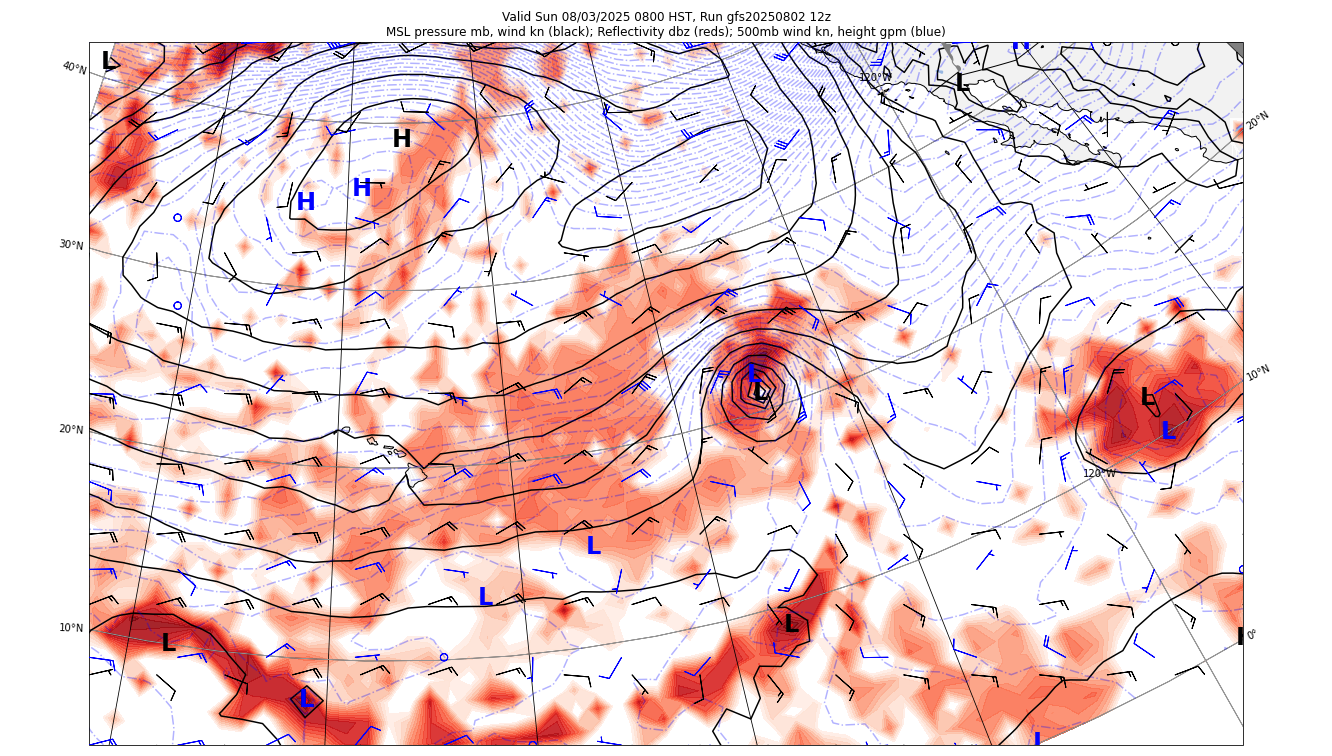 Valid Sun 08/03/2025 0800 HST, Run gfs20250802 12z
MSL pressure mb, wind kn (black); Reflectivity dbz (reds); 500mb wind kn, height gpm (blue)
L
H
120°W
L
40°N
20°N
H
H
H
30°N
L
L
10°N
L
L
20°N
120°W
L
L
10°N
L
L
0°
L
L